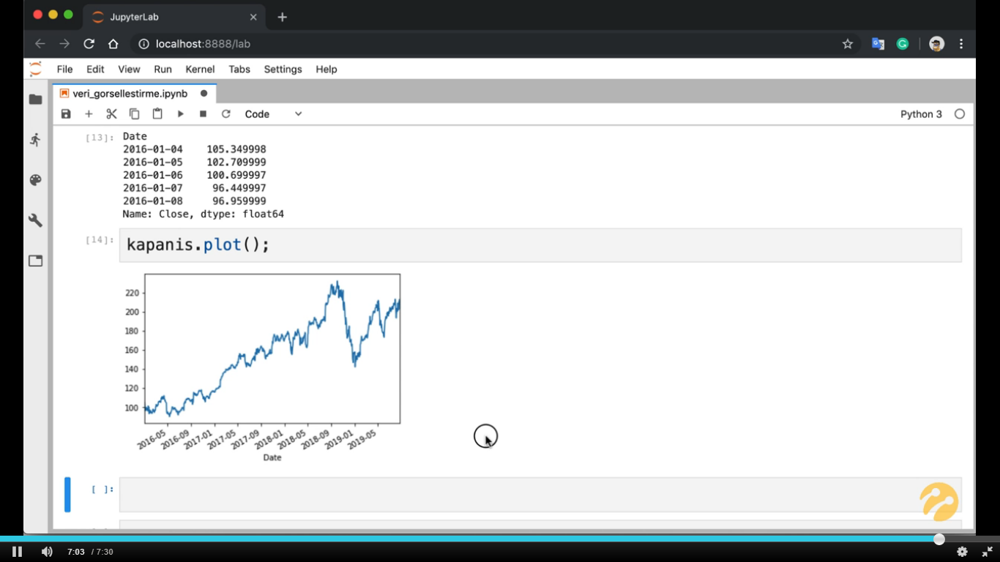 JupyterLab
localhost:8888/lab
File Edit View Run Kernel Tabs Settings Help
veri_gorsellestirme.ipynb
Code Python 3
[13]: Date
2016-01-04 105.349998
2016-01-05 102.709999
2016-01-06 100.699997
2016-01-07 96.449997
2016-01-08 96.959999
Name: Close, dtype: float64
[14]: kapanis.plot();
220
200
180
160
140
120
100
2016-05 2016-09 2017-01 2017-05 2017-09 2018-01 2018-05 2018-09 2019-01 2019-05
Date
[ ]:
7:03 / 7:30